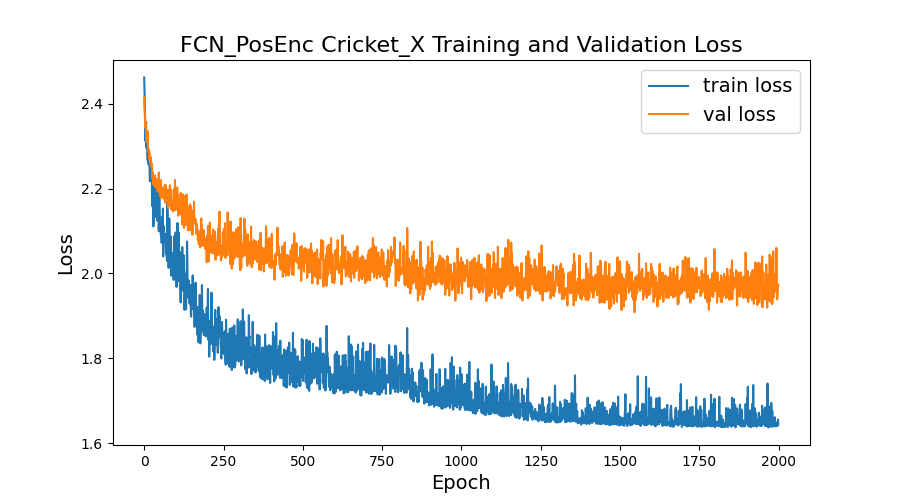 FCN_PosEnc Cricket_X Training and Validation Loss
train loss
val loss
Loss
2.4
2.2
2.0
1.8
1.6
0 250 500 750 1000 1250 1500 1750 2000
Epoch